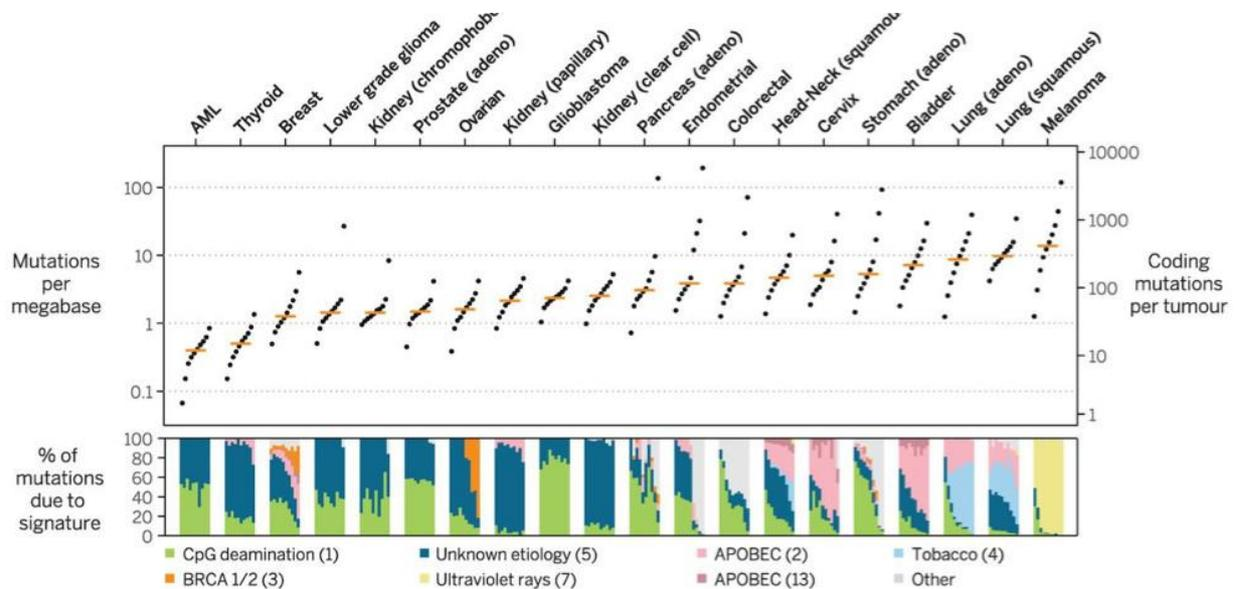 AML
Thyroid
Breast
Lower grade glioma
Kidney (chromophobe
Prostate (adeno)
Ovarian
Kidney (papillary)
Glioblastoma
Kidney (clear cell)
Pancreas (adeno)
Endometrial
Colorectal
Head-Neck (squamou
Cervix
Stomach (adeno)
Bladder
Lung (adeno)
Lung (squamous)
Melanoma
Mutations
per
megabase
100
10
1
0.1
10000
1000
100
10
1
Coding
mutations
per tumour
% of
mutations
due to
signature
100
80
60
40
20
0
CpG deamination (1)
Unknown etiology (5)
APOBEC (2)
Tobacco (4)
BRCA 1/2 (3)
Ultraviolet rays (7)
APOBEC (13)
Other